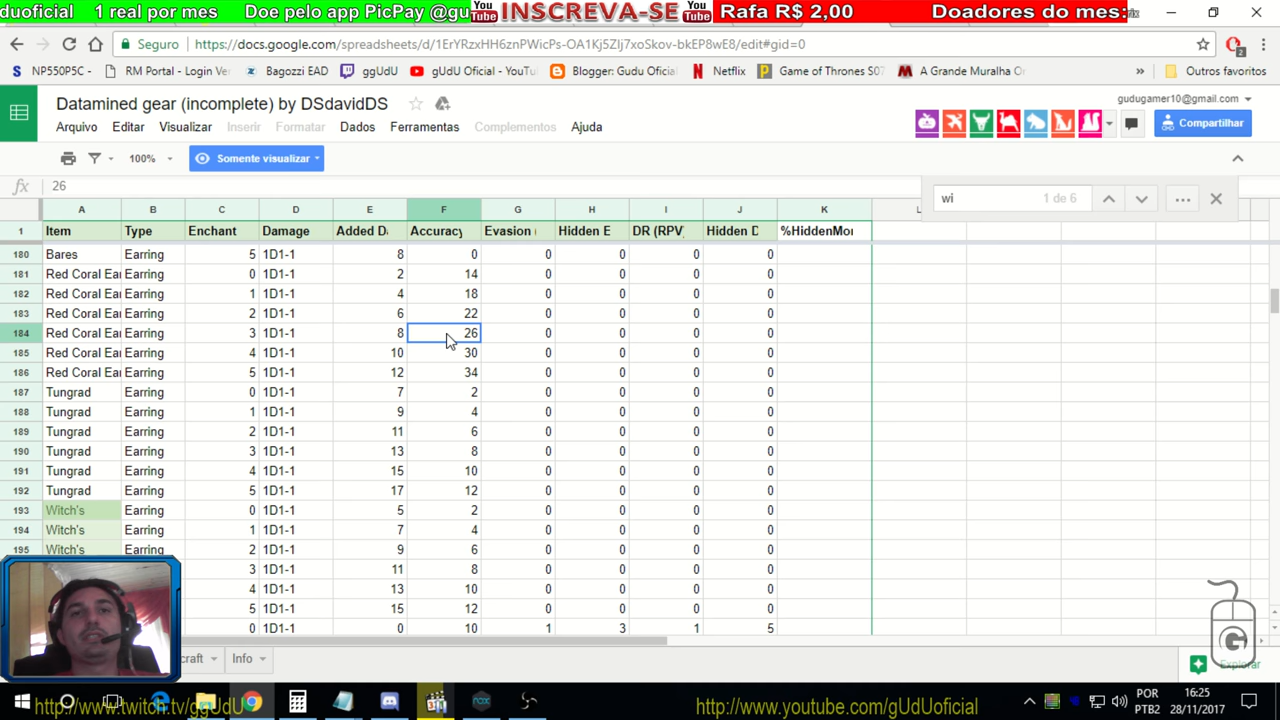 duoficial 1 real por mes Doe pelo app PicPay @gu You Tube INSCREVA-SE You Tube Rafa R$ 2,00 Doadores do mes:
Seguro https://docs.google.com/spreadsheets/d/1ErYRzxHH6znPWicPs-OA1Kj5ZIj7xoSkov-bkEP8wE8/edit#gid=0
NP550P5C - RM Portal - Login Ver Bagozzi EAD ggUdU gUdU Oficial - YouTu Blogger: Gudu Oficia Netflix Game of Thrones S07 A Grande Muralha Or » Outros favoritos
Datamined gear (incomplete) by DSdavidDS
gudugamer10@gmail.com
Arquivo Editar Visualizar Inserir Formatar Dados Ferramentas Complementos Ajuda
Compartilhar
100% Somente visualizar
fx 26
wi 1 de 6
A B C D E F G H I J K L
1 Item Type Enchant Damage Added Da Accuracy Evasion ( Hidden E DR (RPV) Hidden D %HiddenMor
180 Bares Earring 5 1D1-1 8 0 0 0 0 0
181 Red Coral Ear Earring 0 1D1-1 2 14 0 0 0 0
182 Red Coral Ear Earring 1 1D1-1 4 18 0 0 0 0
183 Red Coral Ear Earring 2 1D1-1 6 22 0 0 0 0
184 Red Coral Ear Earring 3 1D1-1 8 26 0 0 0 0
185 Red Coral Ear Earring 4 1D1-1 10 30 0 0 0 0
186 Red Coral Ear Earring 5 1D1-1 12 34 0 0 0 0
187 Tungrad Earring 0 1D1-1 7 2 0 0 0 0
188 Tungrad Earring 1 1D1-1 9 4 0 0 0 0
189 Tungrad Earring 2 1D1-1 11 6 0 0 0 0
190 Tungrad Earring 3 1D1-1 13 8 0 0 0 0
191 Tungrad Earring 4 1D1-1 15 10 0 0 0 0
192 Tungrad Earring 5 1D1-1 17 12 0 0 0 0
193 Witch's Earring 0 1D1-1 5 2 0 0 0 0
194 Witch's Earring 1 1D1-1 7 4 0 0 0 0
195 Witch's Earring 2 1D1-1 9 6 0 0 0 0
3 1D1-1 11 8 0 0 0 0
4 1D1-1 13 10 0 0 0 0
5 1D1-1 15 12 0 0 0 0
0 1D1-1 0 10 1 3 1 5
craft Info
Explorar
http://www.twitch.tv/ggUdU
http://www.youtube.com/gUdUoficial
POR
PTB2
16:25
28/11/2017